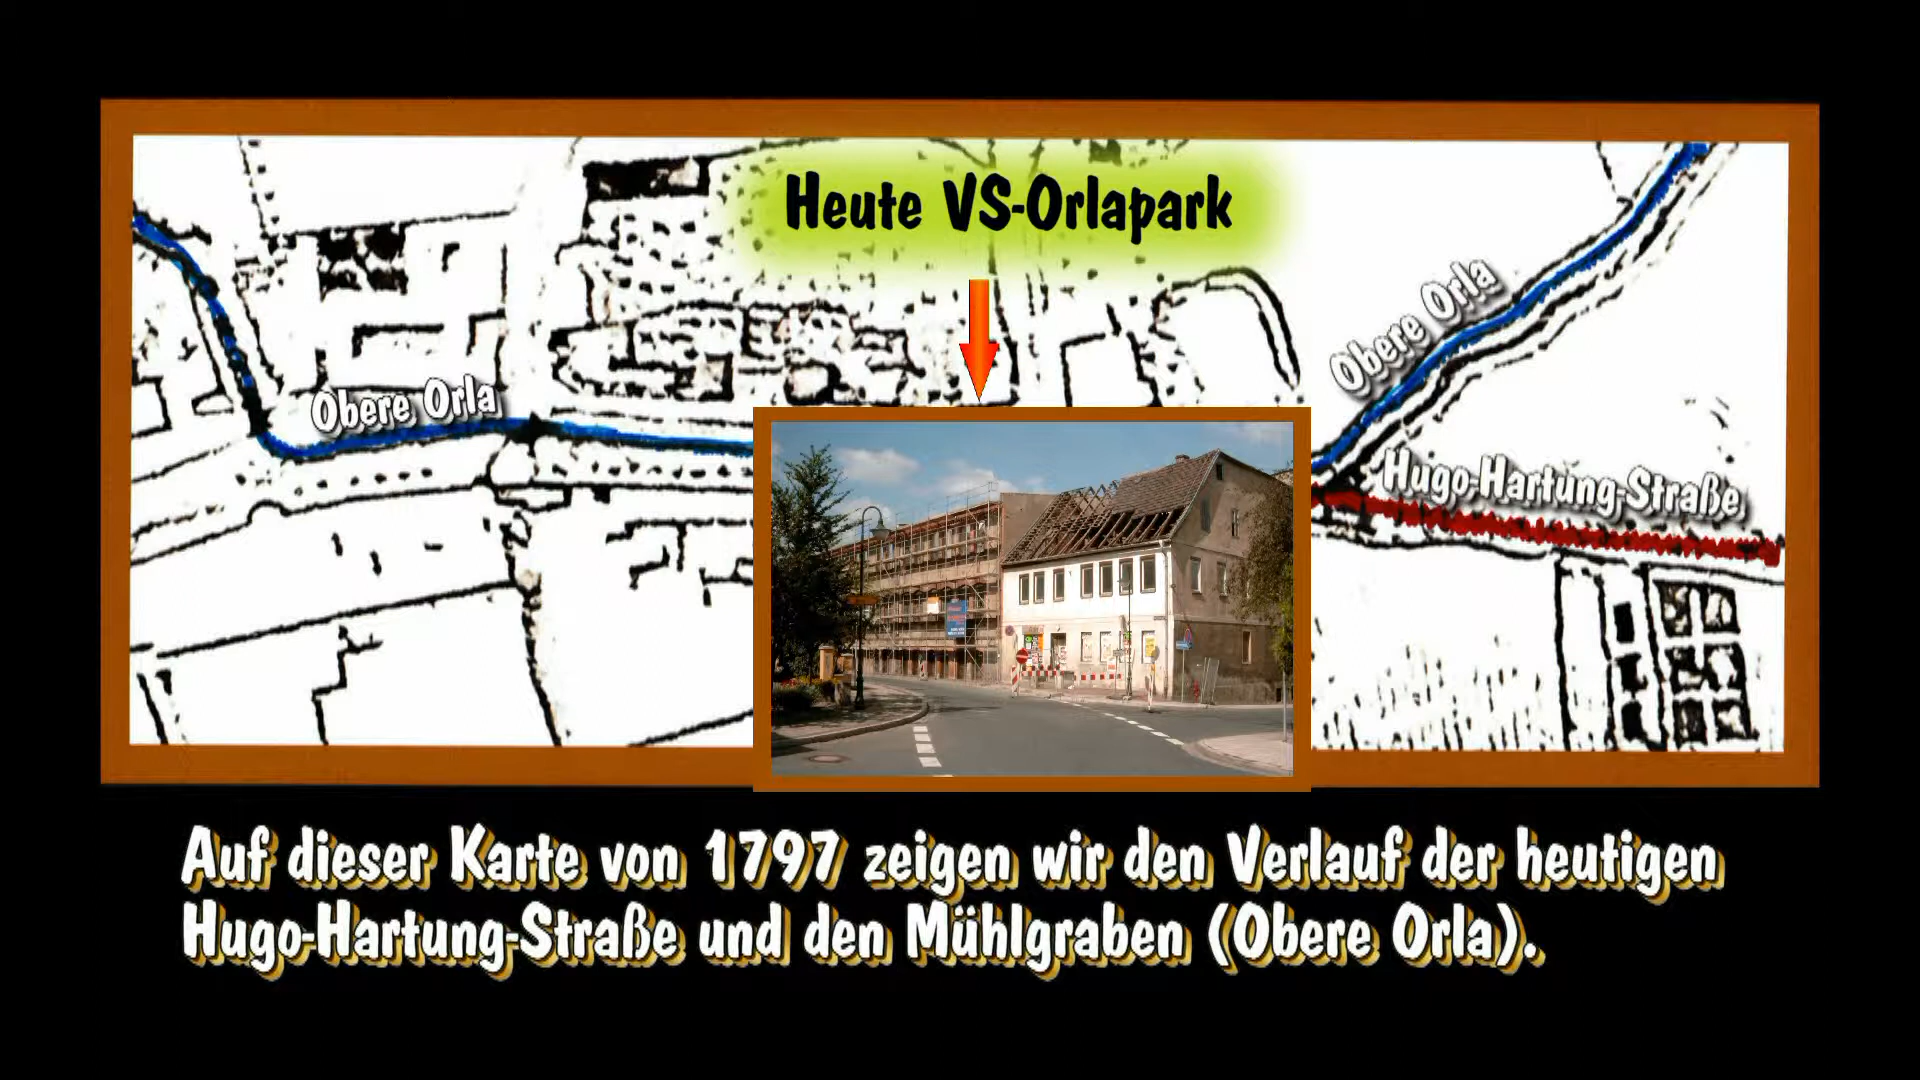 Heute VS-Orlapark
Obere Orla
Obere Orla
Hugo-Hartung-Straße
Auf dieser Karte von 1797 zeigen wir den Verlauf der heutigen
Hugo-Hartung-Straße und den Mühlgraben (Obere Orla).